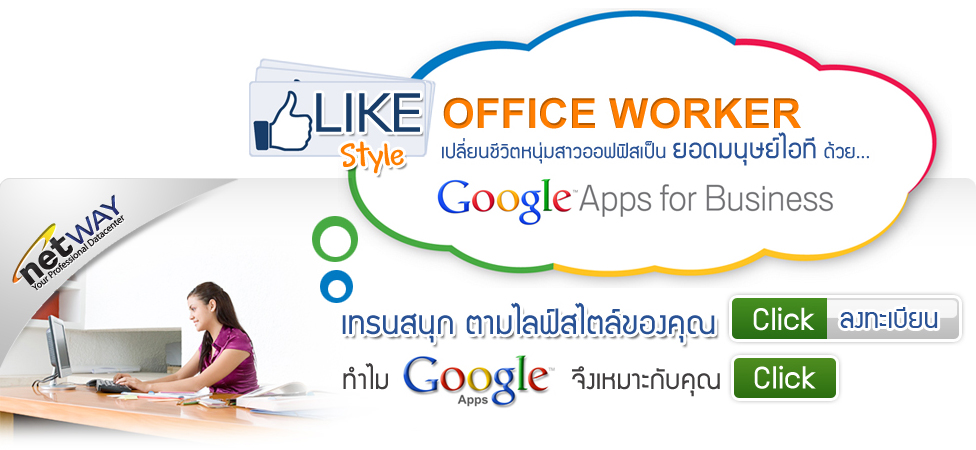 LIKE
Style
OFFICE WORKER
เปลี่ยนชีวิตหนุ่มสาวออฟฟิสเป็น ยอดมนุษย์ไอที ด้วย...
Google™ Apps for Business
netWAY
Your Professional Datacenter
เทรนสนุก ตามไลฟ์สไตล์ของคุณ Click ลงทะเบียน
ทำไม Google™ Apps จึงเหมาะกับคุณ Click